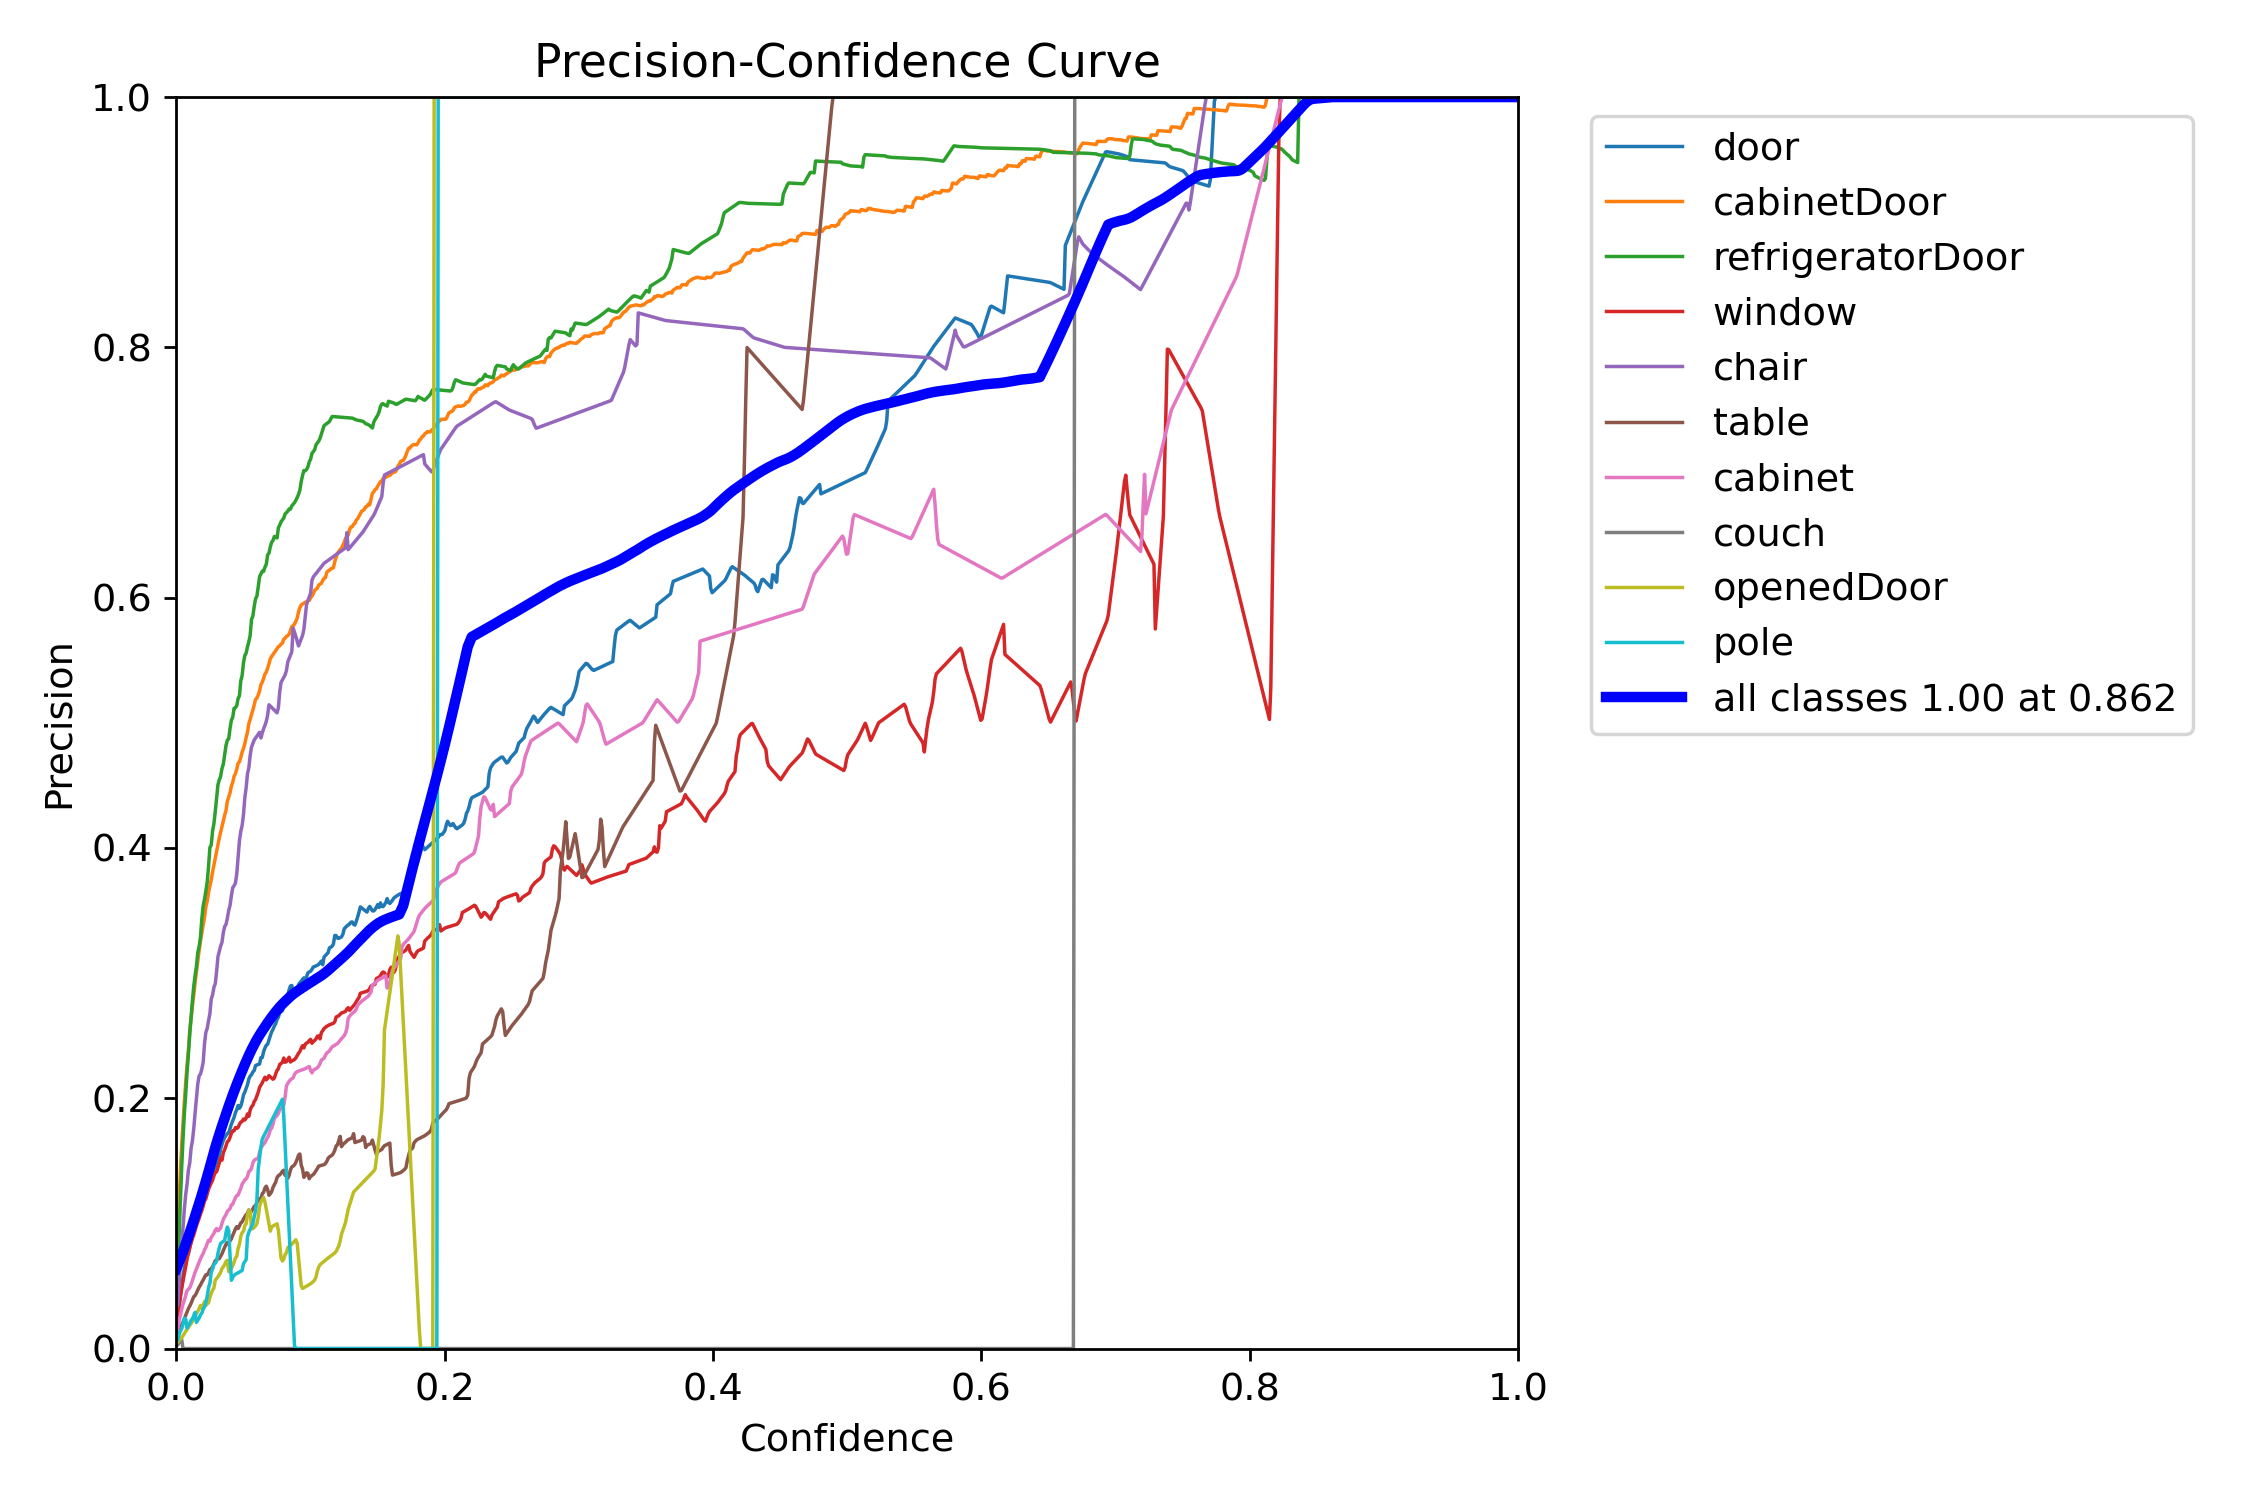 Precision-Confidence Curve
1.0
0.8
0.6
0.4
0.2
0.0
Precision
0.0 0.2 0.4 0.6 0.8 1.0
Confidence
door
cabinetDoor
refrigeratorDoor
window
chair
table
cabinet
couch
openedDoor
pole
all classes 1.00 at 0.862